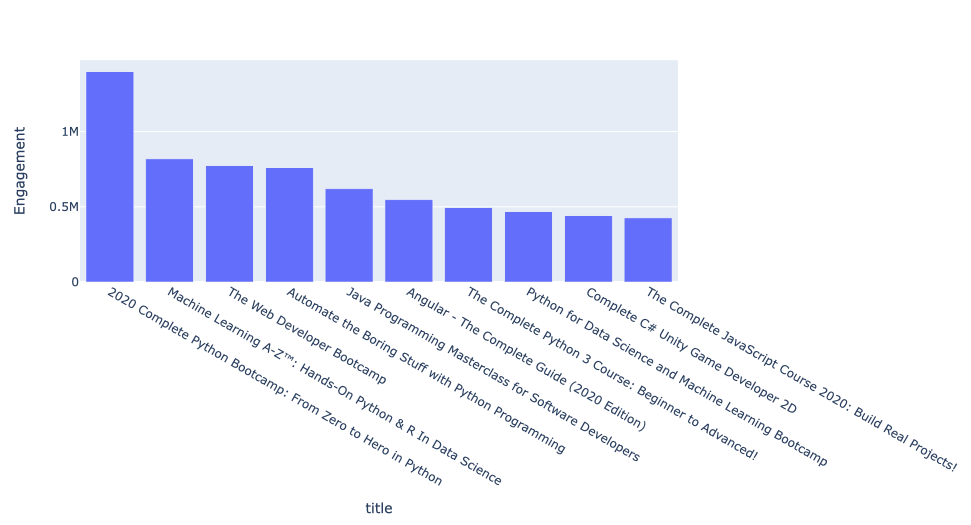 Engagement
1M
0.5M
0
2020 Complete Python Bootcamp: From Zero to Hero in Python
Machine Learning A-Z™: Hands-On Python & R In Data Science
The Web Developer Bootcamp
Automate the Boring Stuff with Python Programming
Java Programming Masterclass for Software Developers
Angular - The Complete Guide (2020 Edition)
The Complete Python 3 Course: Beginner to Advanced!
Python for Data Science and Machine Learning Bootcamp
Complete C# Unity Game Developer 2D
The Complete JavaScript Course 2020: Build Real Projects!
title